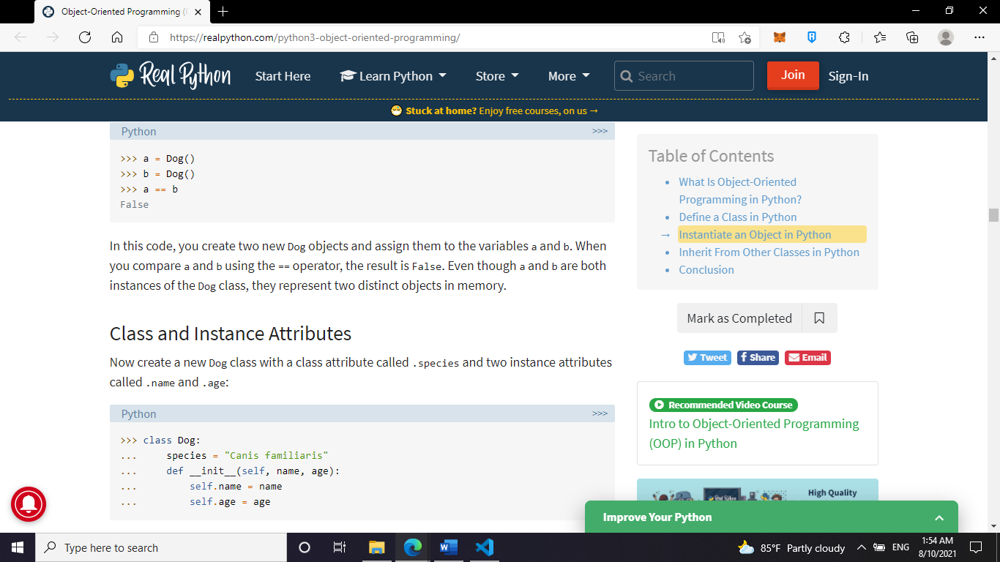 Object-Oriented Programming (
https://realpython.com/python3-object-oriented-programming/
Real Python
Start Here
Learn Python
Store
More
Search
Join
Sign-In
Stuck at home? Enjoy free courses, on us →
Python
>>>
>>> a = Dog()
>>> b = Dog()
>>> a == b
False
In this code, you create two new Dog objects and assign them to the variables a and b. When
you compare a and b using the == operator, the result is False. Even though a and b are both
instances of the Dog class, they represent two distinct objects in memory.
Class and Instance Attributes
Now create a new Dog class with a class attribute called .species and two instance attributes
called .name and .age:
Python
>>>
>>> class Dog:
...     species = "Canis familiaris"
...     def __init__(self, name, age):
...         self.name = name
...         self.age = age
Table of Contents
• What Is Object-Oriented
Programming in Python?
• Define a Class in Python
→ Instantiate an Object in Python
• Inherit From Other Classes in Python
• Conclusion
Mark as Completed
Tweet
f Share
Email
Recommended Video Course
Intro to Object-Oriented Programming
(OOP) in Python
Real Python
High Quality
Improve Your Python
Type here to search
85°F Partly cloudy
ENG
1:54 AM
8/10/2021